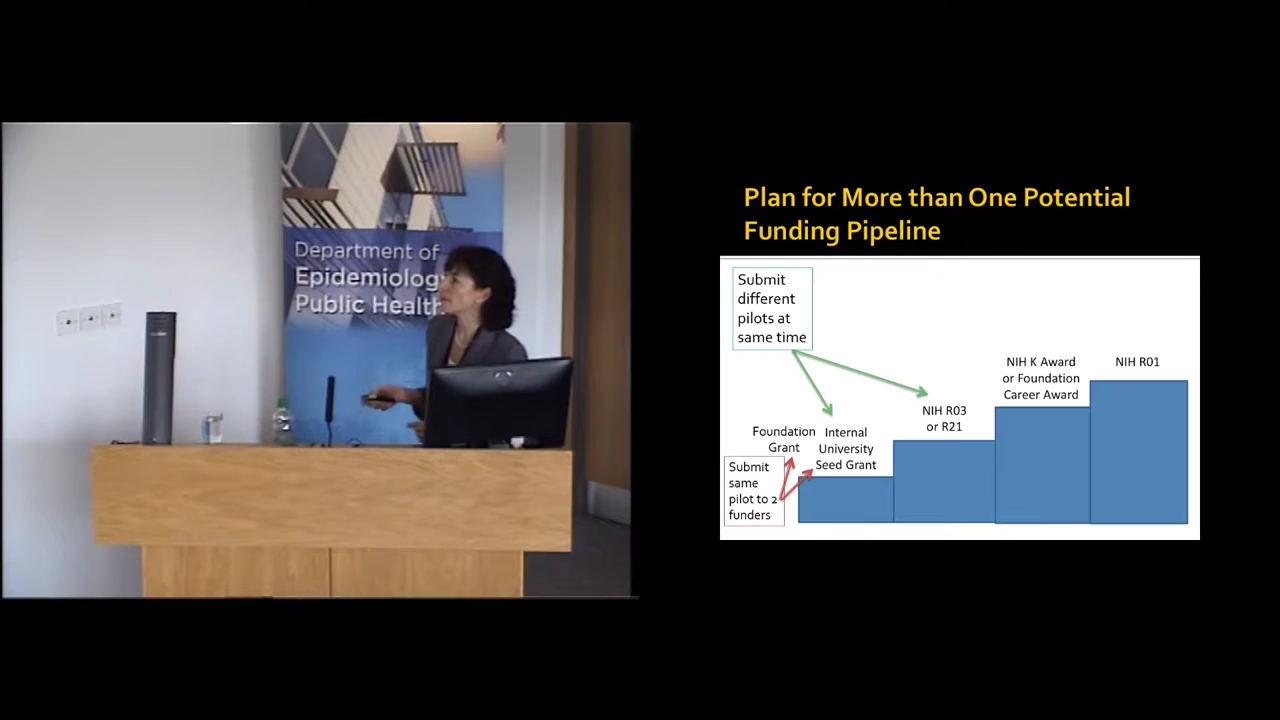 Department of
Epidemiology
Public Health
Plan for More than One Potential
Funding Pipeline
Submit
different
pilots at
same time
NIH K Award
or Foundation
Career Award
NIH R01
NIH R03
or R21
Foundation
Grant
Internal
University
Seed Grant
Submit
same
pilot to 2
funders